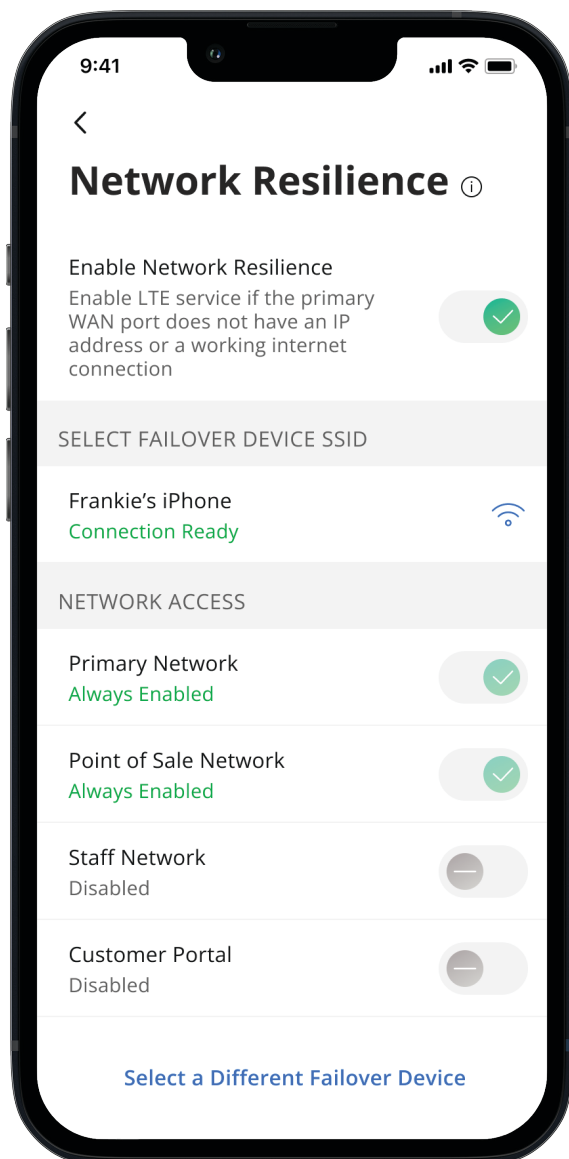 9:41
Network Resilience
Enable Network Resilience
Enable LTE service if the primary
WAN port does not have an IP
address or a working internet
connection
SELECT FAILOVER DEVICE SSID
Frankie’s iPhone
Connection Ready
NETWORK ACCESS
Primary Network
Always Enabled
Point of Sale Network
Always Enabled
Staff Network
Disabled
Customer Portal
Disabled
Select a Different Failover Device